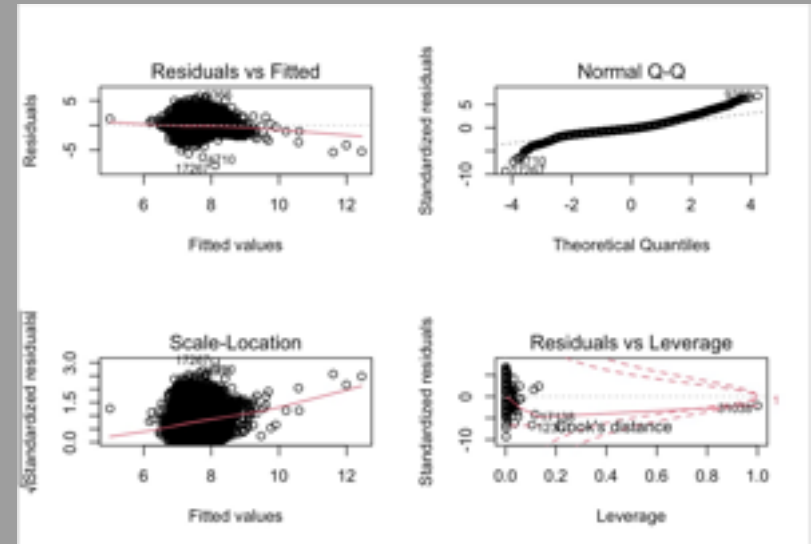 Residuals vs Fitted
Residuals
5
-5
17267
6710
6
8
10
12
Fitted values
Normal Q-Q
Standardized residuals
5
0
-10
-4
-2
0
2
4
Theoretical Quantiles
Scale-Location
√|Standardized residuals|
3.0
1.5
0.0
17267
6
8
10
12
Fitted values
Residuals vs Leverage
Standardized residuals
0
-10
Cook's distance
0.0
0.2
0.4
0.6
0.8
1.0
Leverage